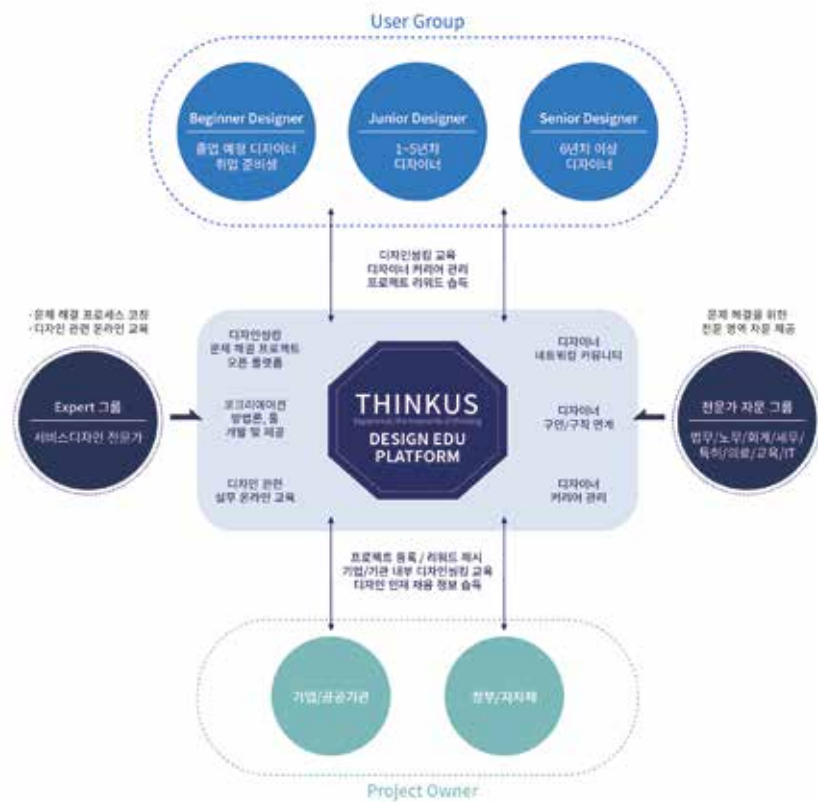 User Group
Beginner Designer
졸업 예정 디자이너
취업 준비생
Junior Designer
1~5년차
디자이너
Senior Designer
6년차 이상
디자이너
디자인씽킹 교육
디자이너 커리어 관리
프로젝트 리워드 습득
· 문제 해결 프로세스 코칭
· 디자인 관련 온라인 교육
Expert 그룹
서비스디자인 전문가
디자인씽킹
문제 해결 프로젝트
오픈 플랫폼
코크리에이션
방법론, 툴
개발 및 제공
디자인 관련
실무 온라인 교육
THINKUS
DESIGN EDU
PLATFORM
디자이너
네트워킹 커뮤니티
디자이너
구인/구직 연계
디자이너
커리어 관리
문제 해결을 위한
전문 영역 자문 제공
전문가 자문 그룹
법무/노무/회계/세무/
특허/의료/교육/IT
프로젝트 등록 / 리워드 제시
기업/기관 내부 디자인씽킹 교육
디자인 인재 채용 정보 습득
기업/공공기관
정부/지자체
Project Owner